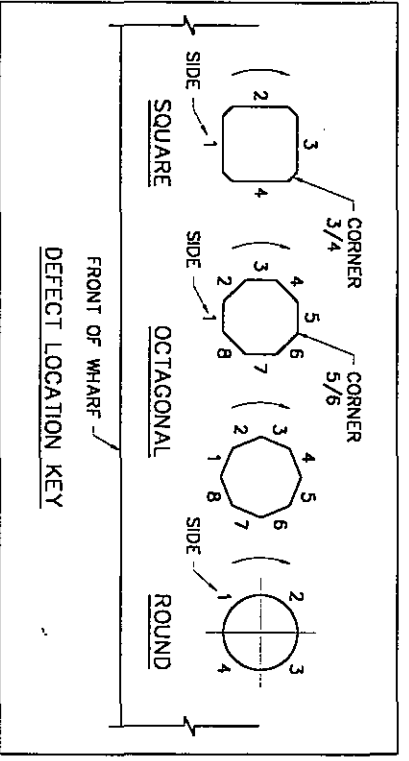 CORNER
3/4
CORNER
5/6
3
2
4
1
SIDE
SQUARE
5
4
6
3
7
2
8
1
SIDE
OCTAGONAL
4
5
3
6
2
7
1
8
2
3
1
4
SIDE
ROUND
FRONT OF WHARF
DEFECT LOCATION KEY